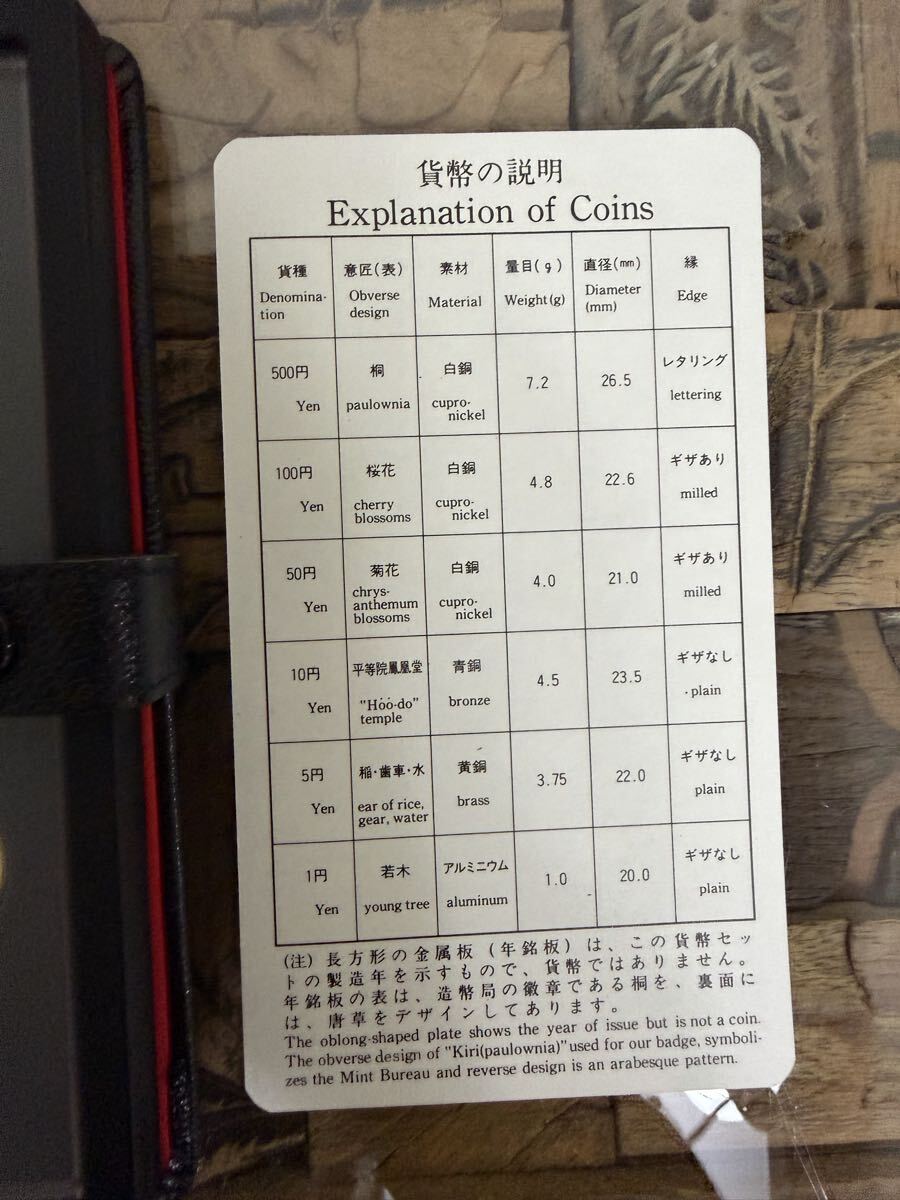 貨幣の説明
Explanation of Coins
貨種
Denomina-
tion
意匠(表)
Obverse
design
素材
Material
量目(g)
Weight(g)
直径(mm)
Diameter
(mm)
縁
Edge
500円
Yen
桐
paulownia
白銅
cupro-
nickel
7.2
26.5
レタリング
lettering
100円
Yen
桜花
cherry
blossoms
白銅
cupro-
nickel
4.8
22.6
ギザあり
milled
50円
Yen
菊花
chrys-
anthemum
blossoms
白銅
cupro-
nickel
4.0
21.0
ギザあり
milled
10円
Yen
平等院鳳凰堂
"Hóó-do"
temple
青銅
bronze
4.5
23.5
ギザなし
plain
5円
Yen
稲・歯車・水
ear of rice,
gear, water
黄銅
brass
3.75
22.0
ギザなし
plain
1円
Yen
若木
young tree
アルミニウム
aluminum
1.0
20.0
ギザなし
plain
(注) 長方形の金属板 (年銘板) は、この貨幣セッ
トの製造年を示すもので、貨幣ではありません。
年銘板の表は、造幣局の徽章である桐を、裏面に
は、唐草をデザインしてあります。
The oblong-shaped plate shows the year of issue but is not a coin.
The obverse design of "Kiri(paulownia)" used for our badge, symboli-
zes the Mint Bureau and reverse design is an arabesque pattern.